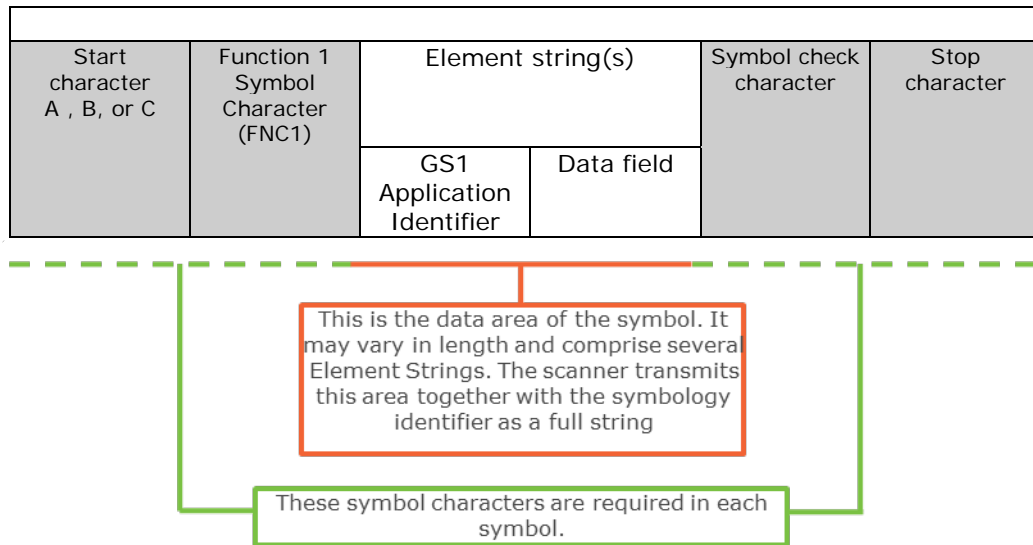 Start
character
A , B, or C
Function 1
Symbol
Character
(FNC1)
Element string(s)
Symbol check
character
Stop
character
GS1
Application
Identifier
Data field
This is the data area of the symbol. It
may vary in length and comprise several
Element Strings. The scanner transmits
this area together with the symbology
identifier as a full string
These symbol characters are required in each
symbol.